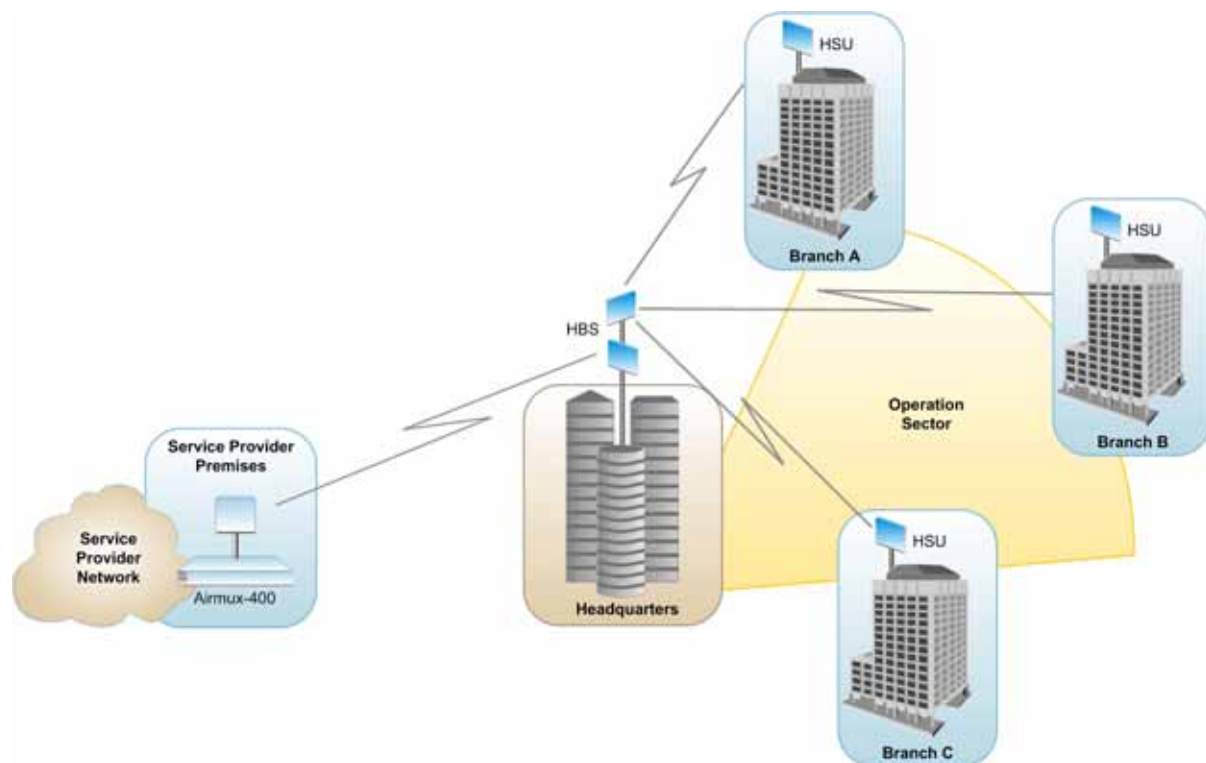 HSU
Branch A
HSU
Branch B
HBS
Operation
Sector
Service Provider
Premises
Service
Provider
Network
Airmux-400
Headquarters
HSU
Branch C